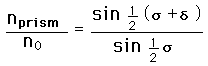 n_prism / n_0 = sin ½ (σ + δ) / sin ½ σ